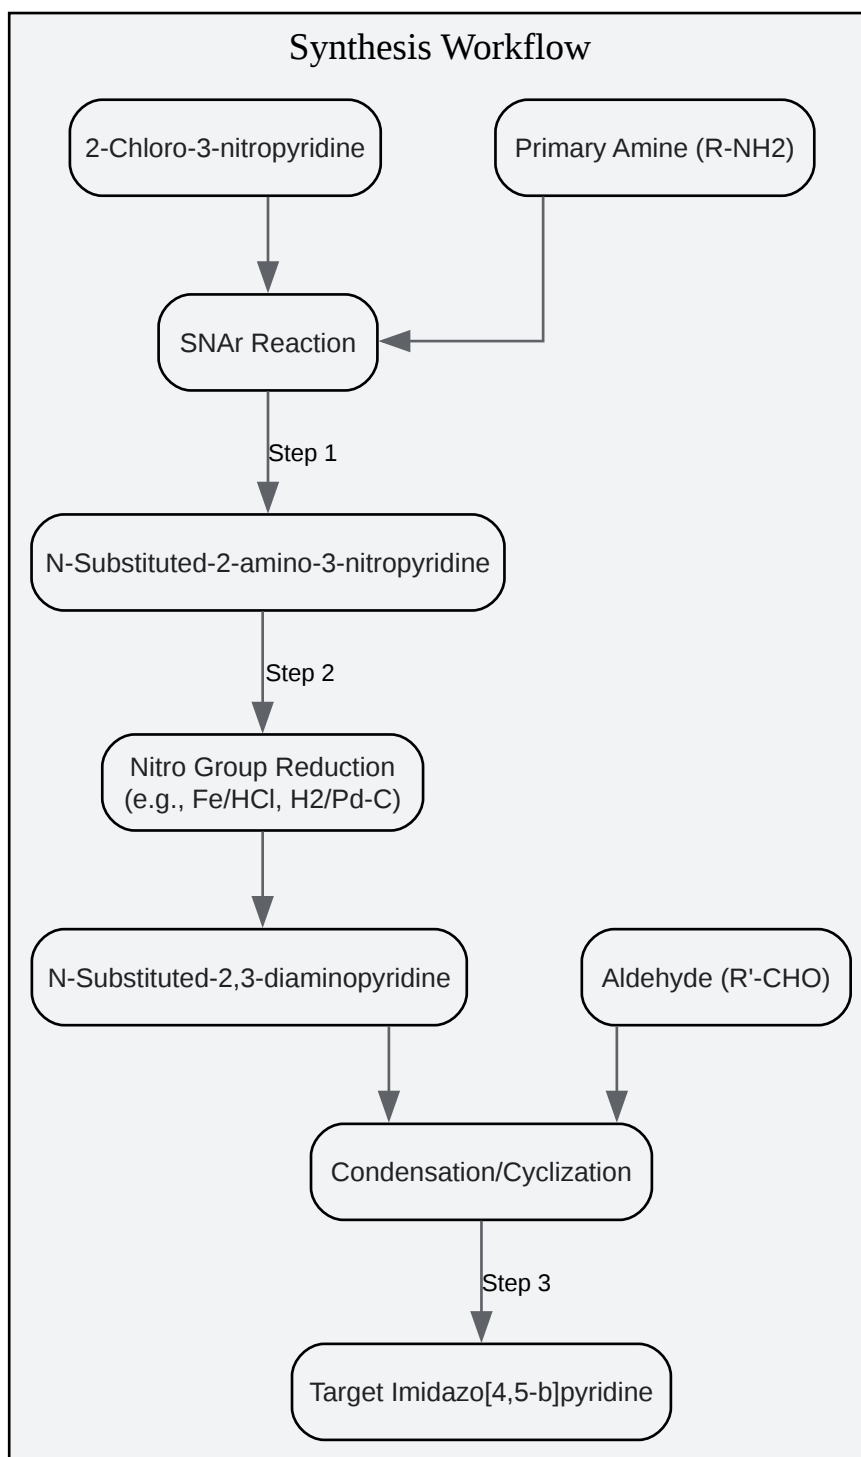 Synthesis Workflow
2-Chloro-3-nitropyridine
Primary Amine (R-NH2)
SNAr Reaction
Step 1
N-Substituted-2-amino-3-nitropyridine
Step 2
Nitro Group Reduction
(e.g., Fe/HCl, H2/Pd-C)
N-Substituted-2,3-diaminopyridine
Aldehyde (R'-CHO)
Condensation/Cyclization
Step 3
Target Imidazo[4,5-b]pyridine